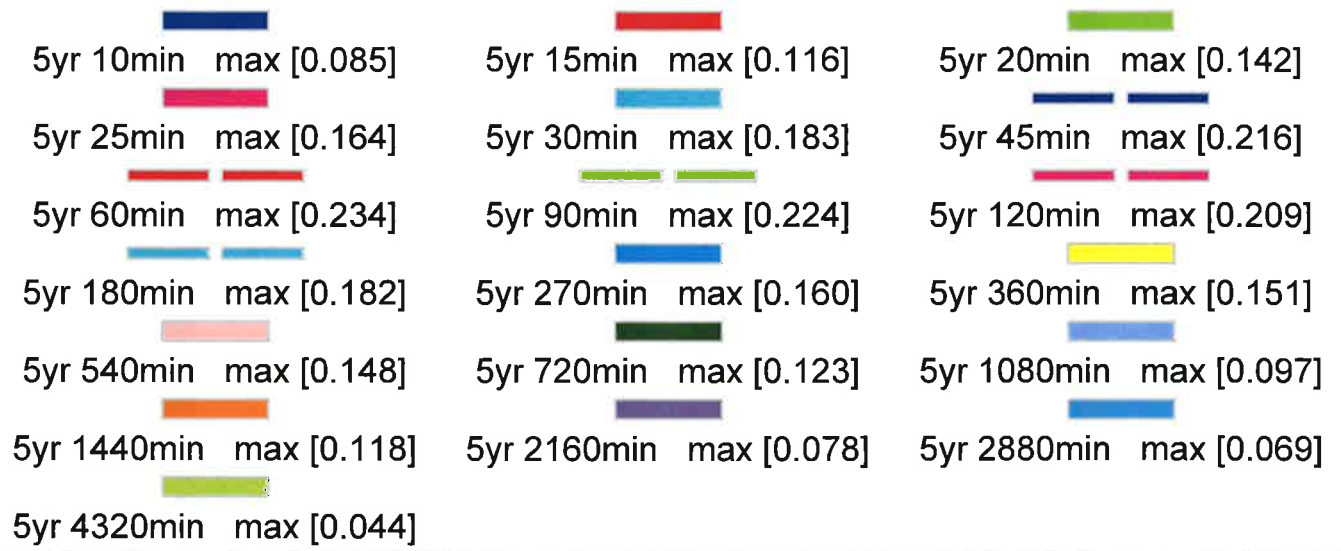 5yr 10min max [0.085] 5yr 15min max [0.116] 5yr 20min max [0.142]
5yr 25min max [0.164] 5yr 30min max [0.183] 5yr 45min max [0.216]
5yr 60min max [0.234] 5yr 90min max [0.224] 5yr 120min max [0.209]
5yr 180min max [0.182] 5yr 270min max [0.160] 5yr 360min max [0.151]
5yr 540min max [0.148] 5yr 720min max [0.123] 5yr 1080min max [0.097]
5yr 1440min max [0.118] 5yr 2160min max [0.078] 5yr 2880min max [0.069]
5yr 4320min max [0.044]